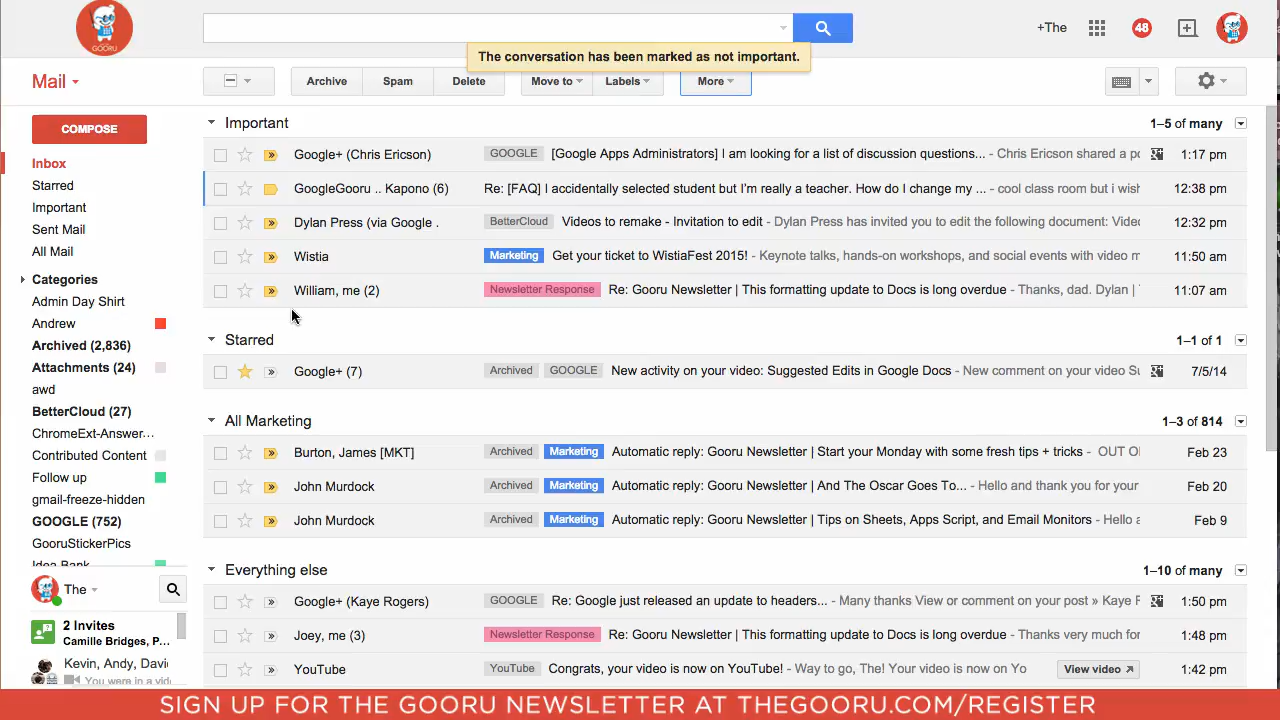 GOORU
+The
48
The conversation has been marked as not important.
Mail
Archive
Spam
Delete
Move to
Labels
More
COMPOSE
Inbox
Starred
Important
Sent Mail
All Mail
Categories
Admin Day Shirt
Andrew
Archived (2,836)
Attachments (24)
awd
BetterCloud (27)
ChromeExt-Answer...
Contributed Content
Follow up
gmail-freeze-hidden
GOOGLE (752)
GooruStickerPics
Idea Bank
The
2 Invites
Camille Bridges, P...
Kevin, Andy, David
You were in a vid
Important 1–5 of many
Google+ (Chris Ericson) GOOGLE [Google Apps Administrators] I am looking for a list of discussion questions... - Chris Ericson shared a po 1:17 pm
GoogleGooru .. Kapono (6) Re: [FAQ] I accidentally selected student but I'm really a teacher. How do I change my ... - cool class room but i wish 12:38 pm
Dylan Press (via Google . BetterCloud Videos to remake - Invitation to edit - Dylan Press has invited you to edit the following document: Video 12:32 pm
Wistia Marketing Get your ticket to WistiaFest 2015! - Keynote talks, hands-on workshops, and social events with video m 11:50 am
William, me (2) Newsletter Response Re: Gooru Newsletter | This formatting update to Docs is long overdue - Thanks, dad. Dylan | 11:07 am
Starred 1–1 of 1
Google+ (7) Archived GOOGLE New activity on your video: Suggested Edits in Google Docs - New comment on your video Su 7/5/14
All Marketing 1–3 of 814
Burton, James [MKT] Archived Marketing Automatic reply: Gooru Newsletter | Start your Monday with some fresh tips + tricks - OUT O Feb 23
John Murdock Archived Marketing Automatic reply: Gooru Newsletter | And The Oscar Goes To... - Hello and thank you for your Feb 20
John Murdock Archived Marketing Automatic reply: Gooru Newsletter | Tips on Sheets, Apps Script, and Email Monitors - Hello a Feb 9
Everything else 1–10 of many
Google+ (Kaye Rogers) GOOGLE Re: Google just released an update to headers... - Many thanks View or comment on your post » Kaye R 1:50 pm
Joey, me (3) Newsletter Response Re: Gooru Newsletter | This formatting update to Docs is long overdue - Thanks very much for 1:48 pm
YouTube YouTube Congrats, your video is now on YouTube! - Way to go, The! Your video is now on Yo View video 1:42 pm
SIGN UP FOR THE GOORU NEWSLETTER AT THEGOORU.COM/REGISTER